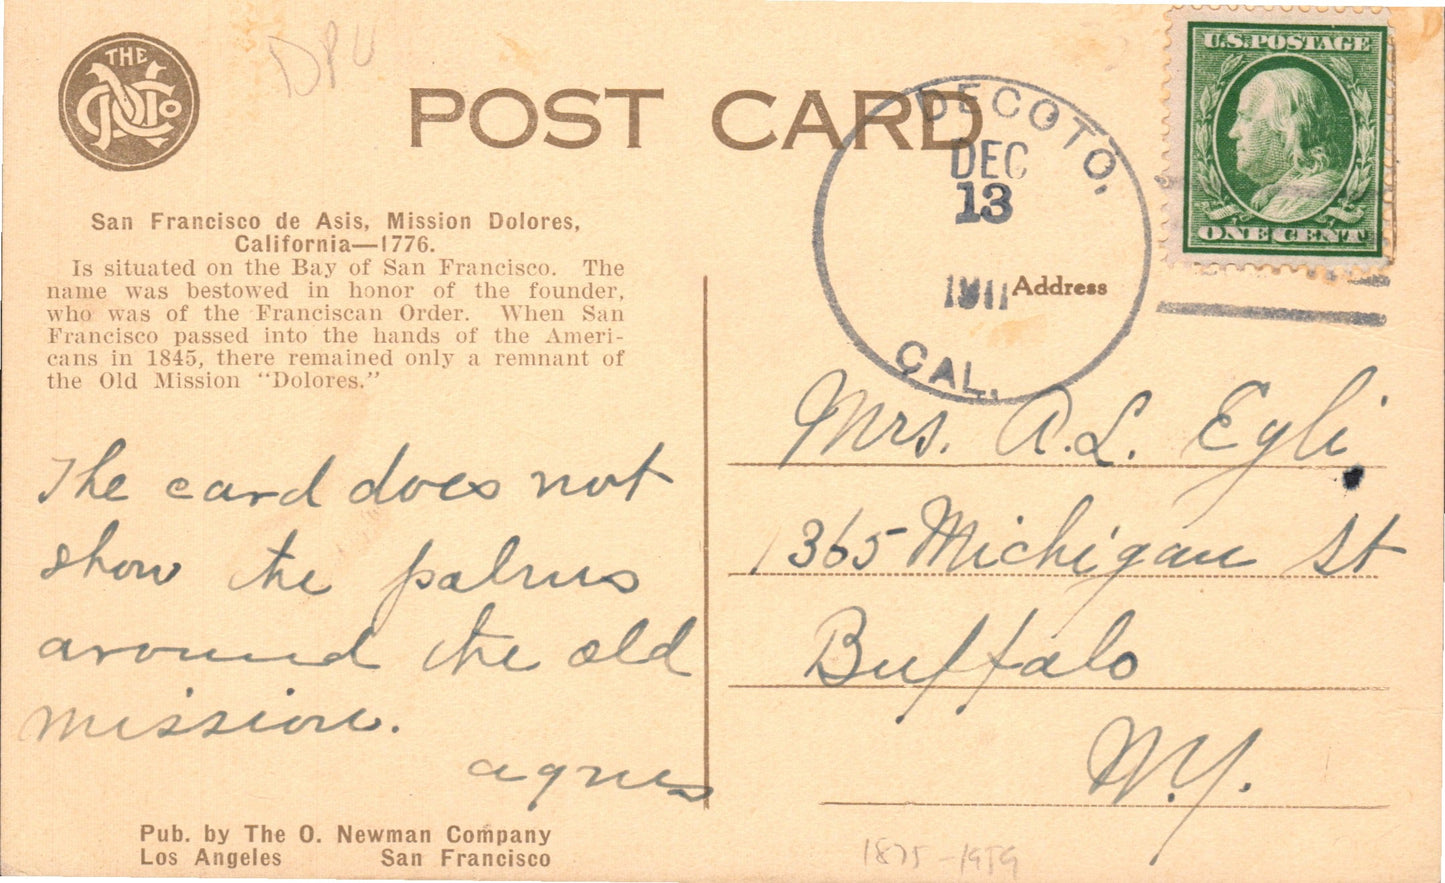 THE
ONCo
DPU
POST CARD
U.S. POSTAGE
ONE CENT
DECOTO,
DEC
13
1911
CAL.
San Francisco de Asis, Mission Dolores,
California—1776.
Is situated on the Bay of San Francisco. The
name was bestowed in honor of the founder,
who was of the Franciscan Order. When San
Francisco passed into the hands of the Ameri-
cans in 1845, there remained only a remnant of
the Old Mission "Dolores."
The card does not
show the palms
around the old
mission.
agnes
Address
Mrs. A.L. Egli
1365 Michigan St
Buffalo
N.Y.
Pub. by The O. Newman Company
Los Angeles San Francisco
1875-1959